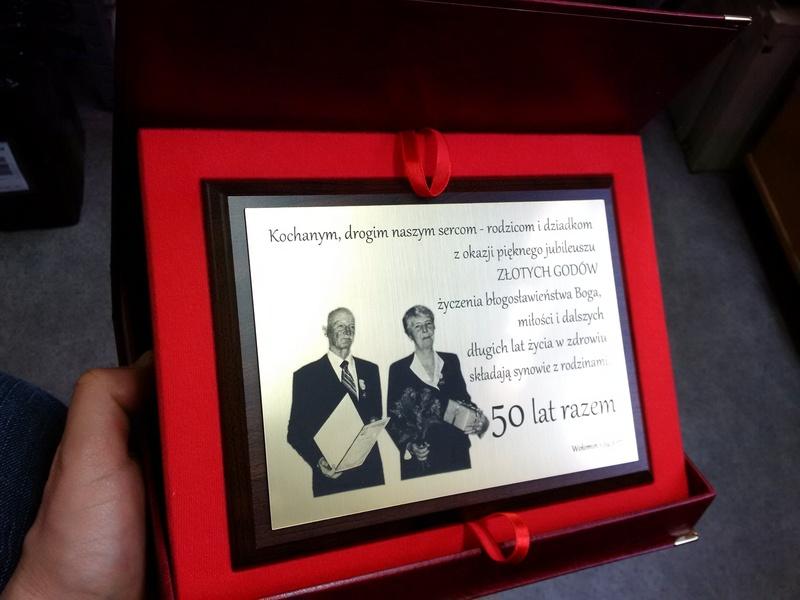 Kochanym, drogim naszym sercom - rodzicom i dziadkom
z okazji pięknego jubileuszu
ZŁOTYCH GODÓW
życzenia błogosławieństwa Boga,
miłości i dalszych
długich lat życia w zdrowiu
składają synowie z rodzinami
50 lat razem